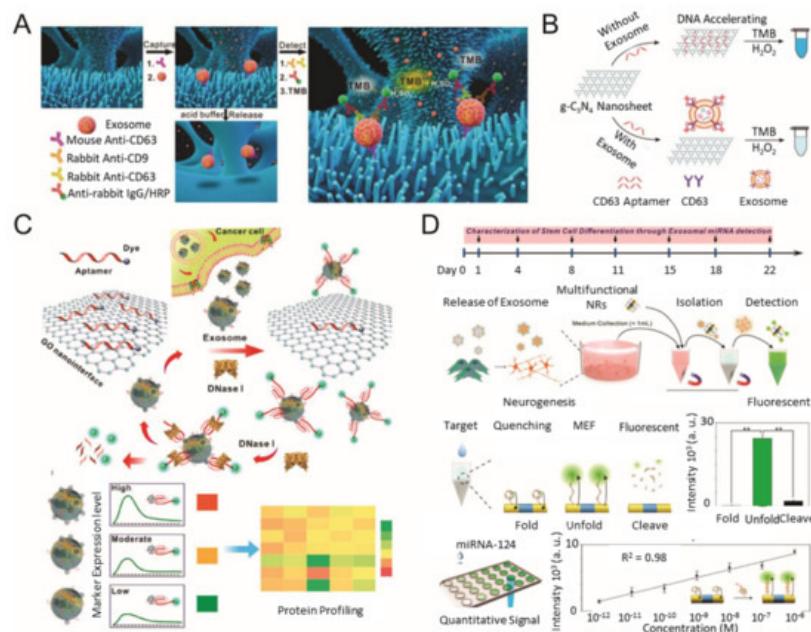 A
Capture
1.
2.
Detect
1.
2.
3.TMB
TMB
TMB
TMB
acid buffer
Release
Exosome
Mouse Anti-CD63
Rabbit Anti-CD9
Rabbit Anti-CD63
Anti-rabbit IgG/HRP
B
Without Exosome
DNA Accelerating
TMB
H₂O₂
g-C₃N₄ Nanosheet
With Exosome
TMB
H₂O₂
CD63 Aptamer
CD63
Exosome
C
Dye
Aptamer
Cancer cell
GO nanointerface
Exosome
DNase I
DNase I
Marker Expression level
High
Moderate
Low
Protein Profiling
D
Characterization of Stem Cell Differentiation through Exosomal miRNA detection
Day 0 1 4 8 11 15 18 22
Multifunctional NRs
Release of Exosome
Isolation
Detection
Medium Collection (≈ 1mL)
Neurogenesis
Fluorescent
Target
Quenching
MEF
Fluorescent
Fold
Unfold
Cleave
Intensity 10³ (a. u.)
30
0
** **
Fold Unfold Cleave
miRNA-124
Quantitative Signal
Intensity 10³ (a. u.)
10
5
0
R² = 0.98
10⁻¹² 10⁻¹¹ 10⁻¹⁰ 10⁻⁹ 10⁻⁸ 10⁻⁷ 10⁻⁶
Concentration (M)